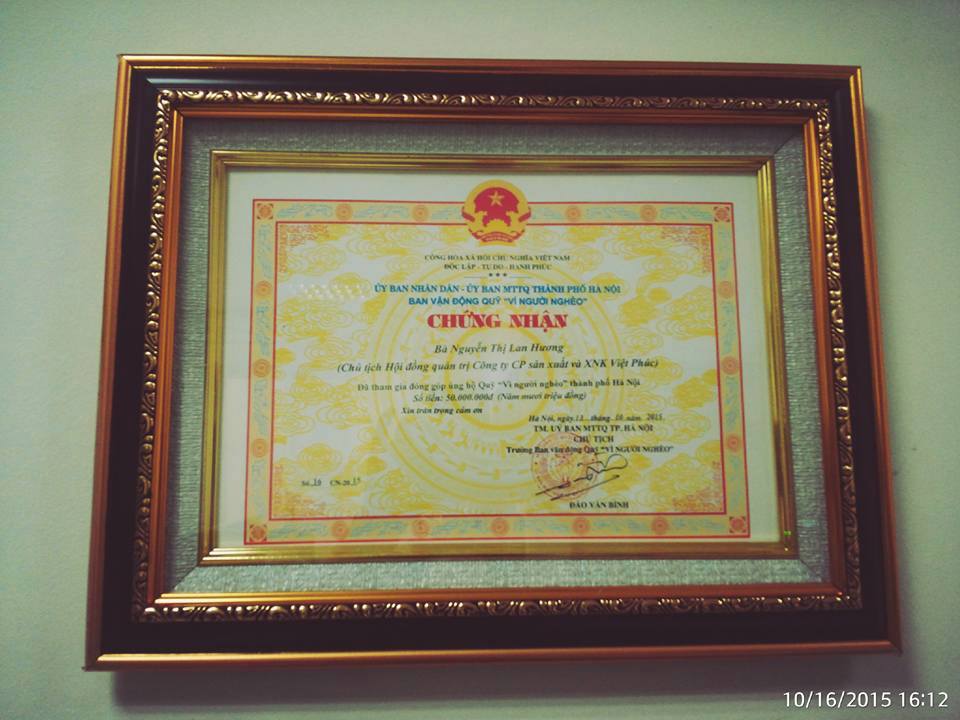 CỘNG HÒA XÃ HỘI CHỦ NGHĨA VIỆT NAM
ĐỘC LẬP - TỰ DO - HẠNH PHÚC
ỦY BAN NHÂN DÂN - ỦY BAN MTTQ THÀNH PHỐ HÀ NỘI
BAN VẬN ĐỘNG QUỸ "VÌ NGƯỜI NGHÈO"
CHỨNG NHẬN
Bà Nguyễn Thị Lan Hương
(Chủ tịch Hội đồng quản trị Công ty CP sản xuất và XNK Việt Phúc)
Đã tham gia đóng góp ủng hộ Quỹ "Vì người nghèo" thành phố Hà Nội
Số tiền: 50.000.000đ (Năm mươi triệu đồng)
Xin trân trọng cảm ơn
Hà Nội, ngày 13 tháng 10 năm 2015
TM. UỶ BAN MTTQ TP. HÀ NỘI
CHỦ TỊCH
Trưởng Ban vận động Quỹ "VÌ NGƯỜI NGHÈO"
Số 16 CN-2015
ĐÀO VĂN BÌNH
10/16/2015 16:12